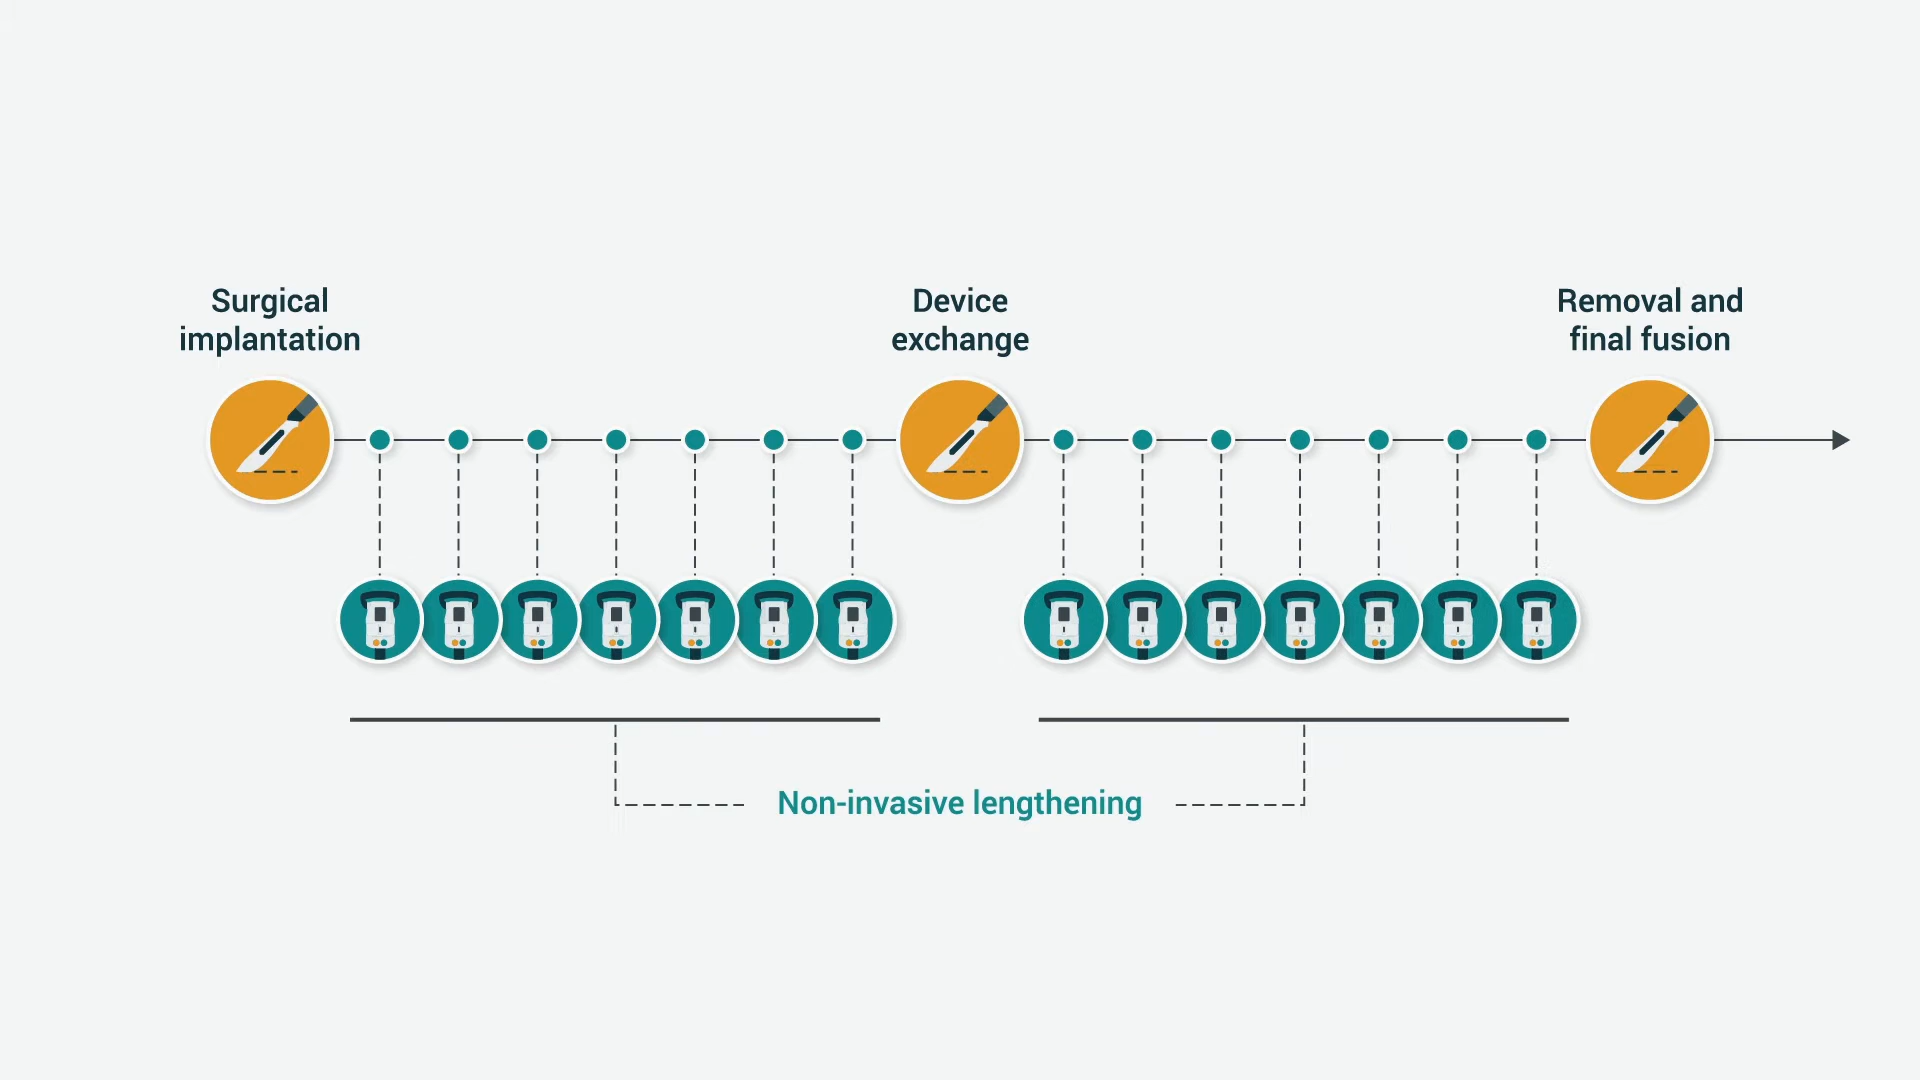 Surgical
implantation
Device
exchange
Removal and
final fusion
Non-invasive lengthening